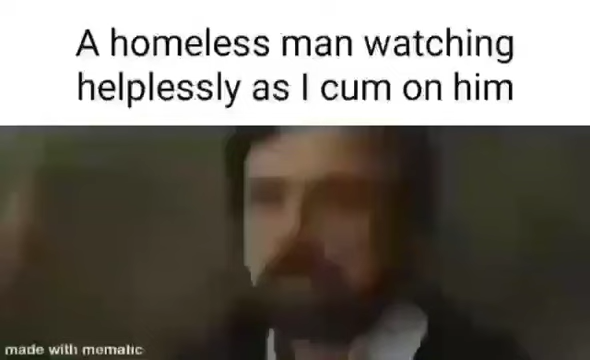 A homeless man watching
helplessly as I cum on him
made with mematic